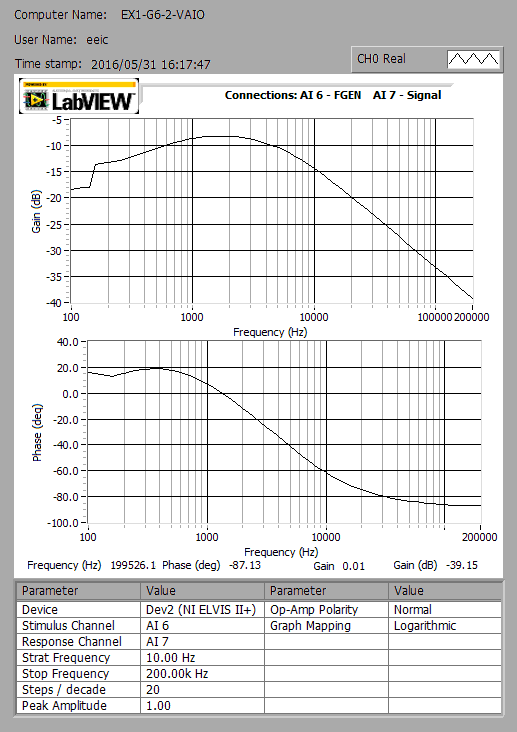 Computer Name: EX1-G6-2-VAIO
User Name: eeic
Time stamp: 2016/05/31 16:17:47
CH0 Real
POWERED BY
LabVIEW™
Connections: AI 6 - FGEN AI 7 - Signal
Gain (dB)
-5
-10
-15
-20
-25
-30
-35
-40
100 1000 10000 100000 200000
Frequency (Hz)
Phase (deq)
40.0
20.0
0.0
-20.0
-40.0
-60.0
-80.0
-100.0
100 1000 10000 200000
Frequency (Hz)
Frequency (Hz) 199526.1 Phase (deg) -87.13 Gain 0.01 Gain (dB) -39.15
Parameter Value Parameter Value
Device Dev2 (NI ELVIS II+) Op-Amp Polarity Normal
Stimulus Channel AI 6 Graph Mapping Logarithmic
Response Channel AI 7
Strat Frequency 10.00 Hz
Stop Frequency 200.00k Hz
Steps / decade 20
Peak Amplitude 1.00